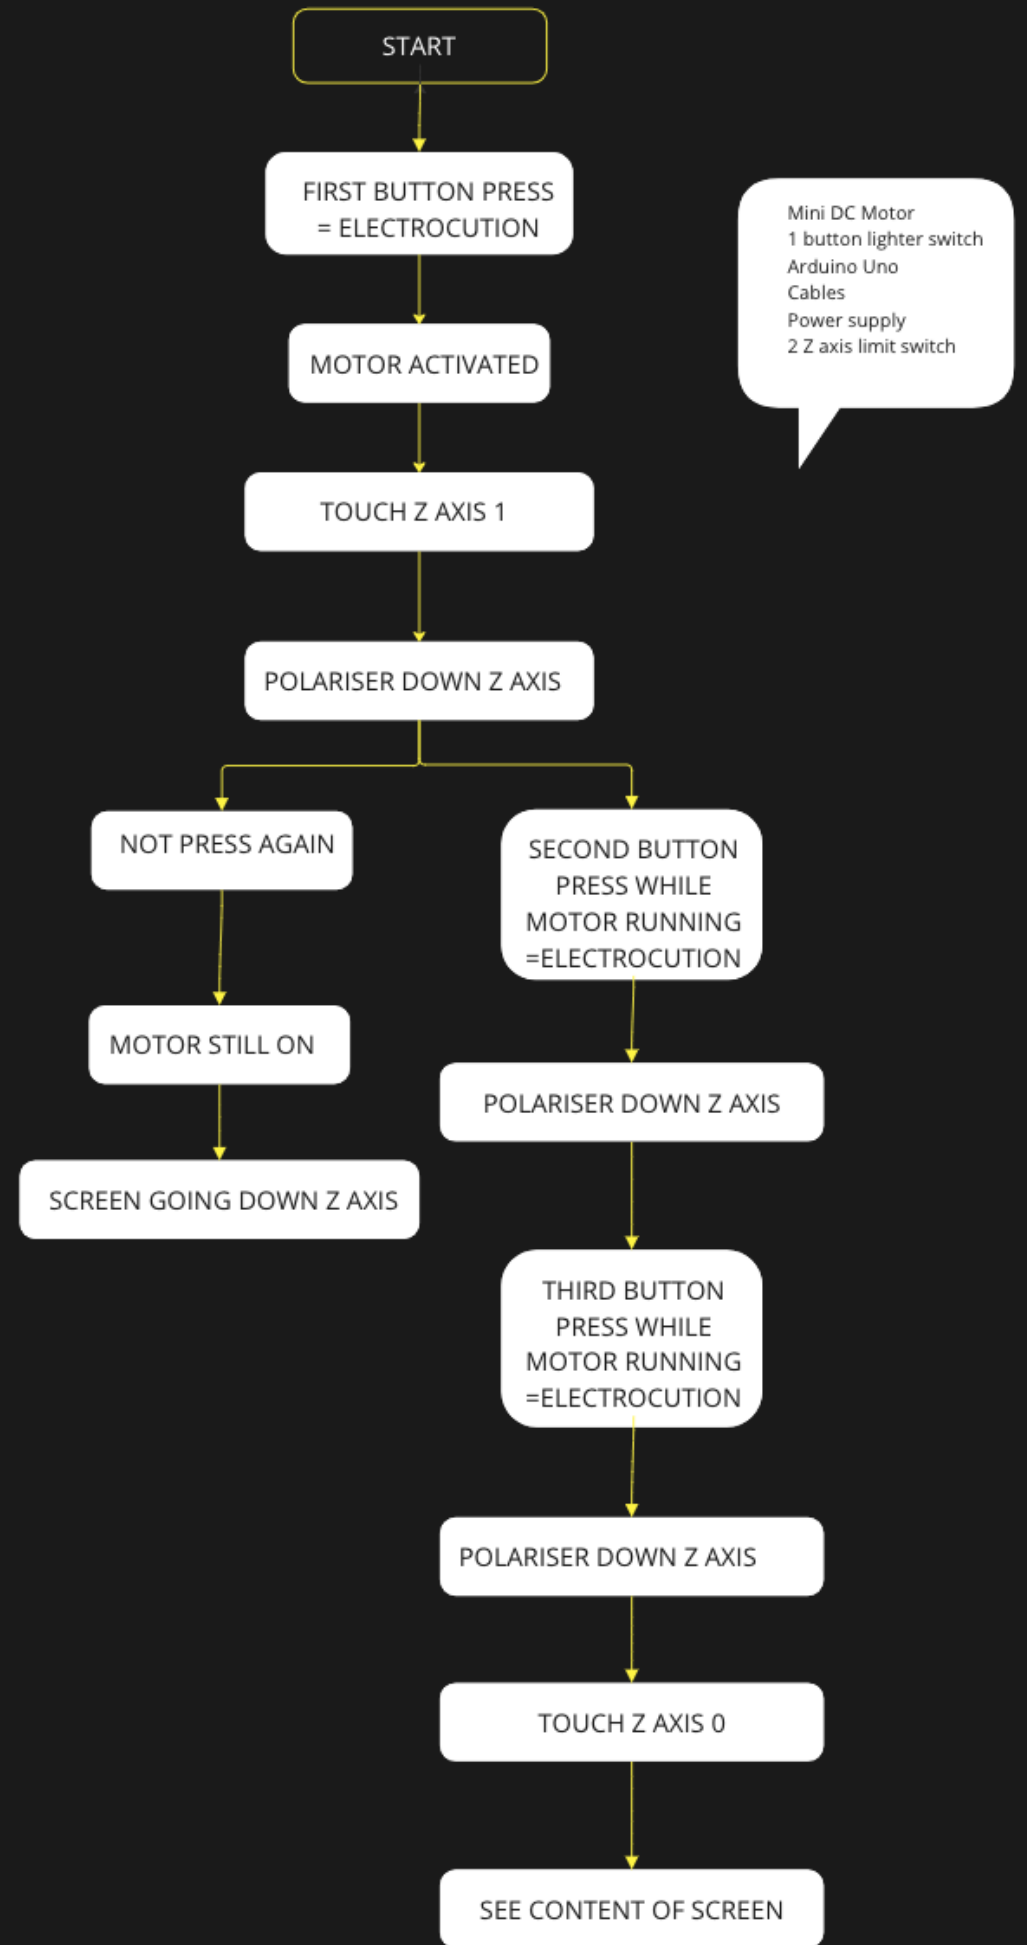 START
FIRST BUTTON PRESS
= ELECTROCUTION
Mini DC Motor
1 button lighter switch
Arduino Uno
Cables
Power supply
2 Z axis limit switch
MOTOR ACTIVATED
TOUCH Z AXIS 1
POLARISER DOWN Z AXIS
NOT PRESS AGAIN
MOTOR STILL ON
SCREEN GOING DOWN Z AXIS
SECOND BUTTON
PRESS WHILE
MOTOR RUNNING
=ELECTROCUTION
POLARISER DOWN Z AXIS
THIRD BUTTON
PRESS WHILE
MOTOR RUNNING
=ELECTROCUTION
POLARISER DOWN Z AXIS
TOUCH Z AXIS 0
SEE CONTENT OF SCREEN